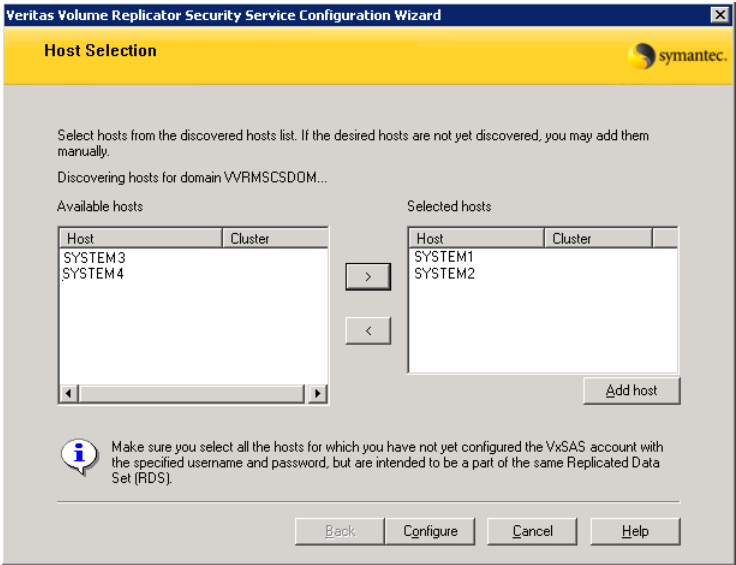 Veritas Volume Replicator Security Service Configuration Wizard
Host Selection
symantec.
Select hosts from the discovered hosts list. If the desired hosts are not yet discovered, you may add them
manually.
Discovering hosts for domain VVRMSCSDOM...
Available hosts
Selected hosts
Host Cluster
SYSTEM3
SYSTEM4
>
<
Host Cluster
SYSTEM1
SYSTEM2
Add host
Make sure you select all the hosts for which you have not yet configured the VxSAS account with
the specified username and password, but are intended to be a part of the same Replicated Data
Set (RDS).
Back Configure Cancel Help